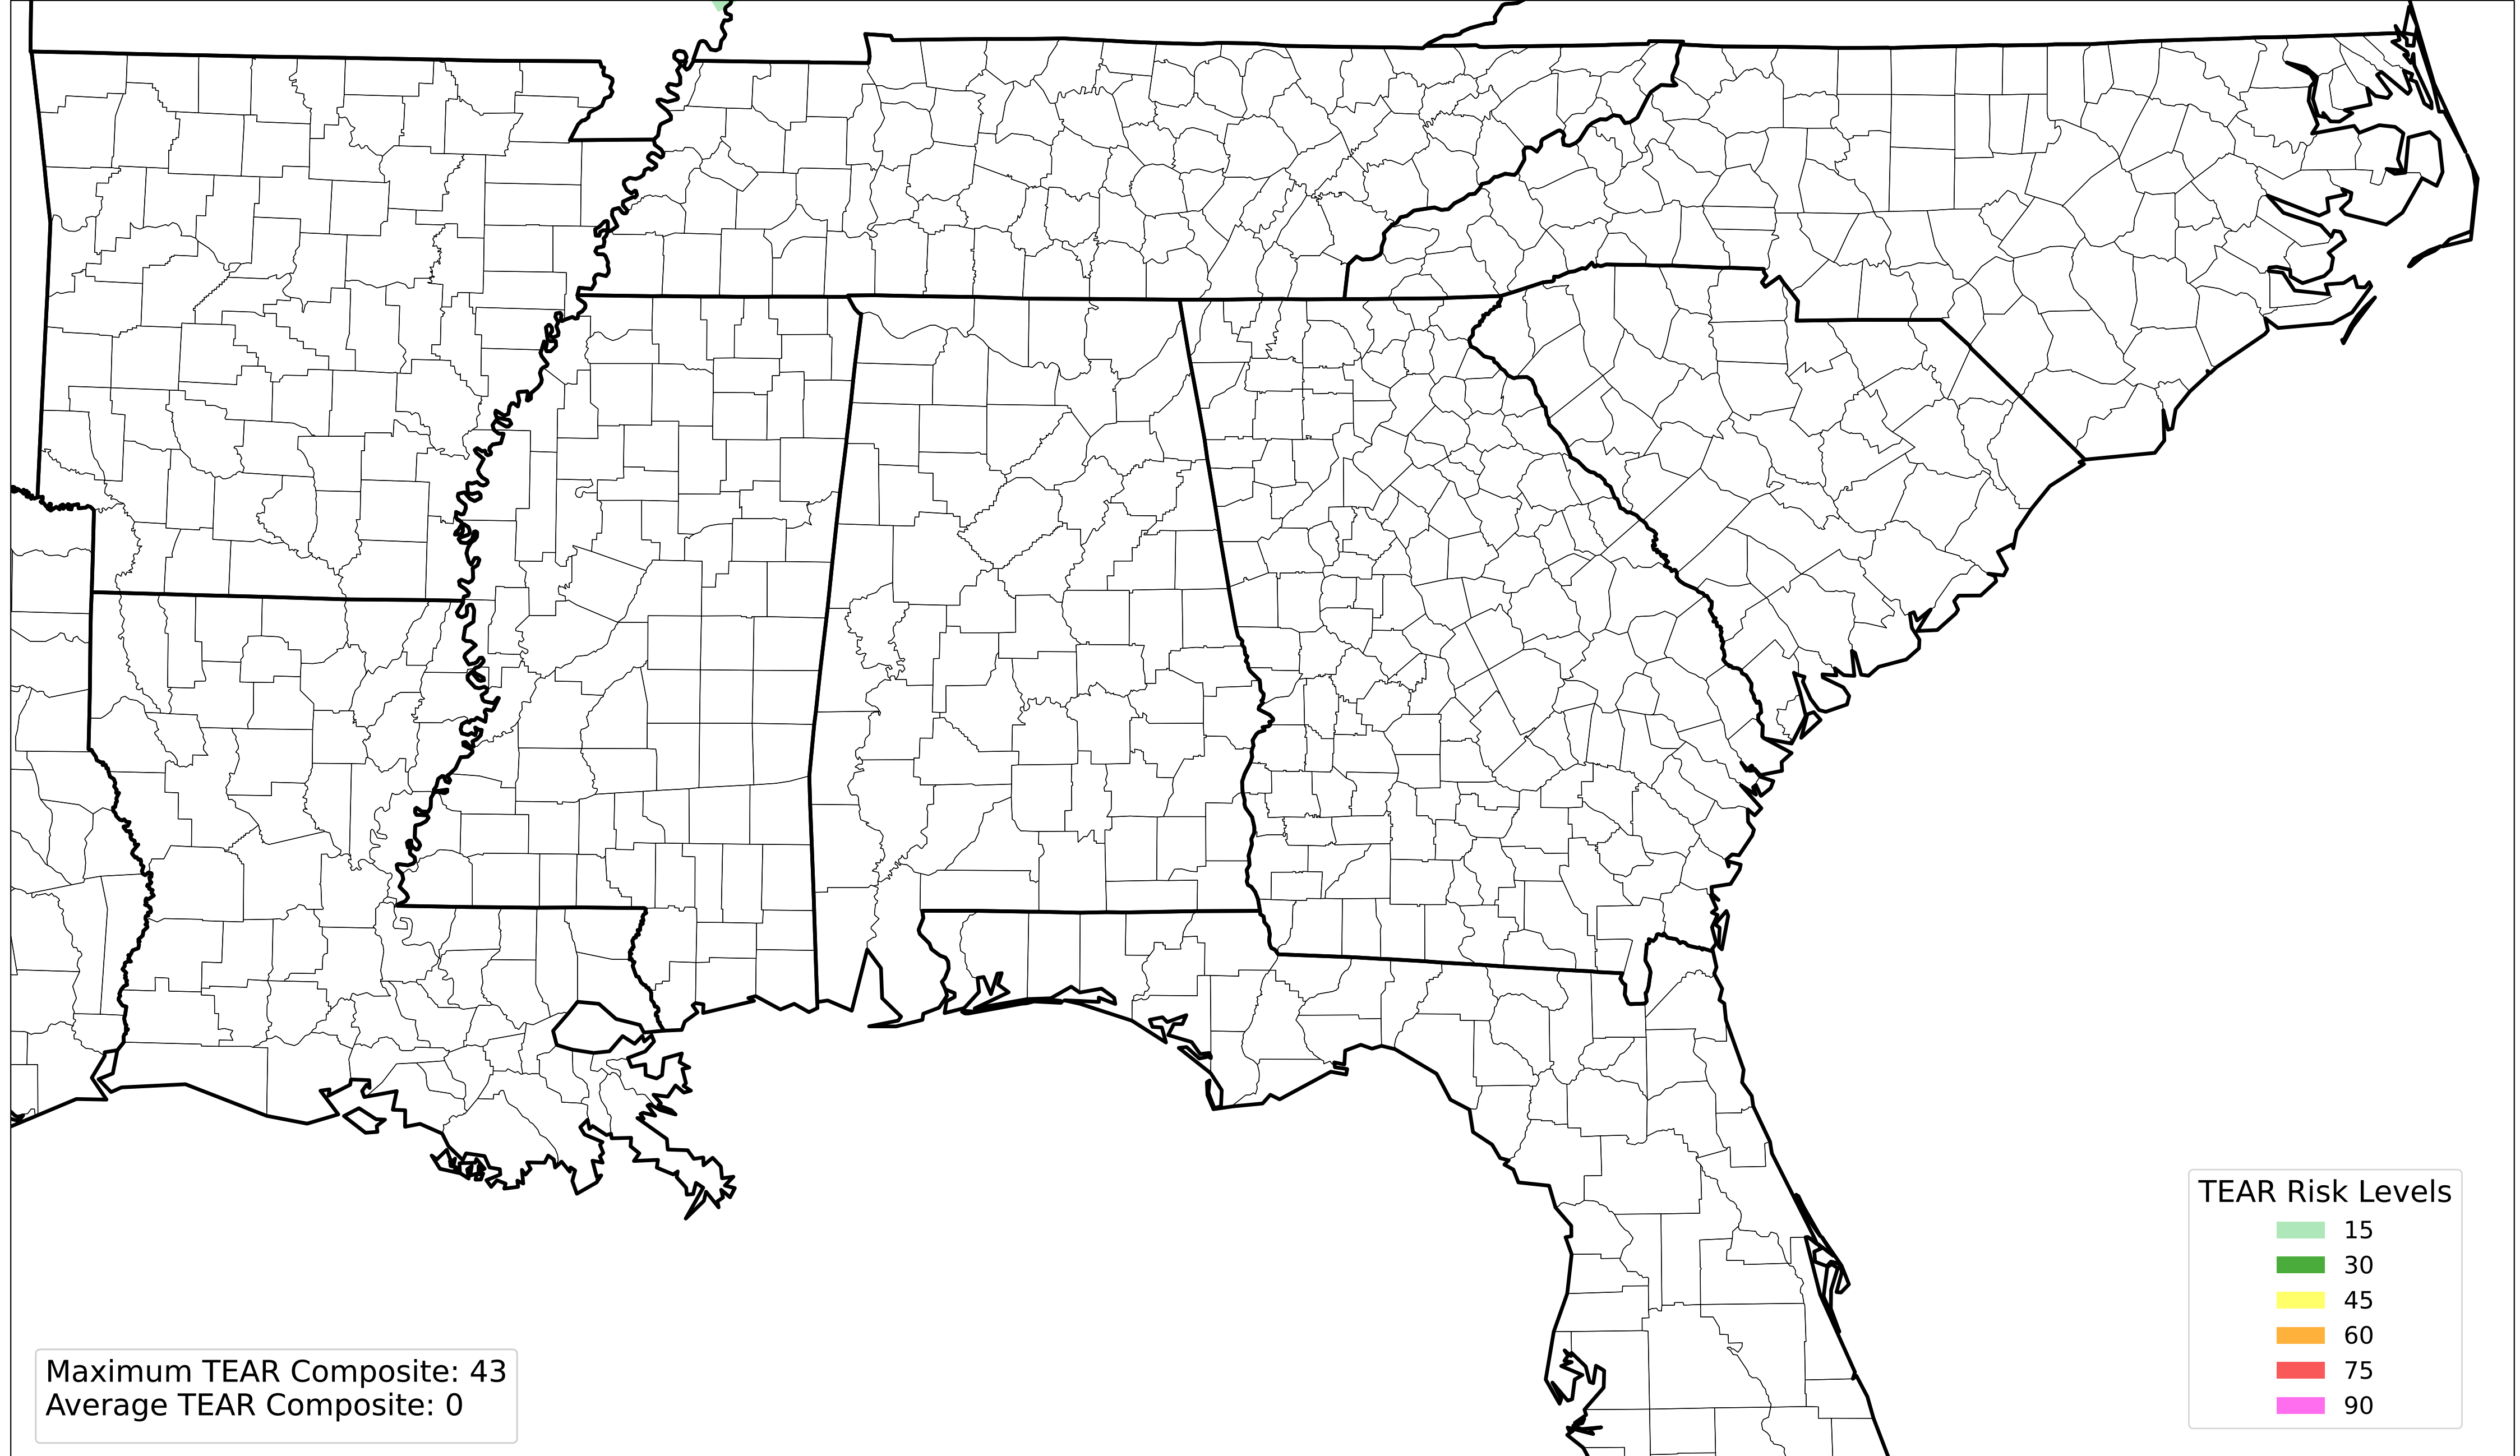 TEAR Risk Levels
15
30
45
60
75
90
Maximum TEAR Composite: 43
Average TEAR Composite: 0